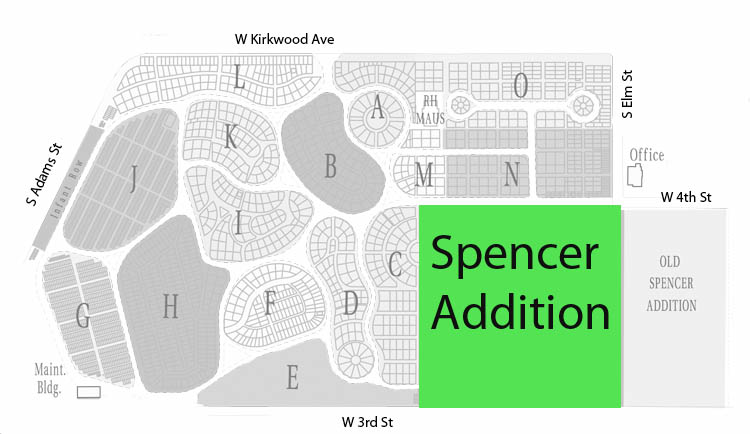 W Kirkwood Ave
L
O
S Elm St
A
RH
MAUS
K
B
J
M
N
Office
S Adams St
Infant Row
W 4th St
I
C
Spencer
Addition
OLD
SPENCER
ADDITION
G
H
F
D
Maint.
Bldg.
E
W 3rd St